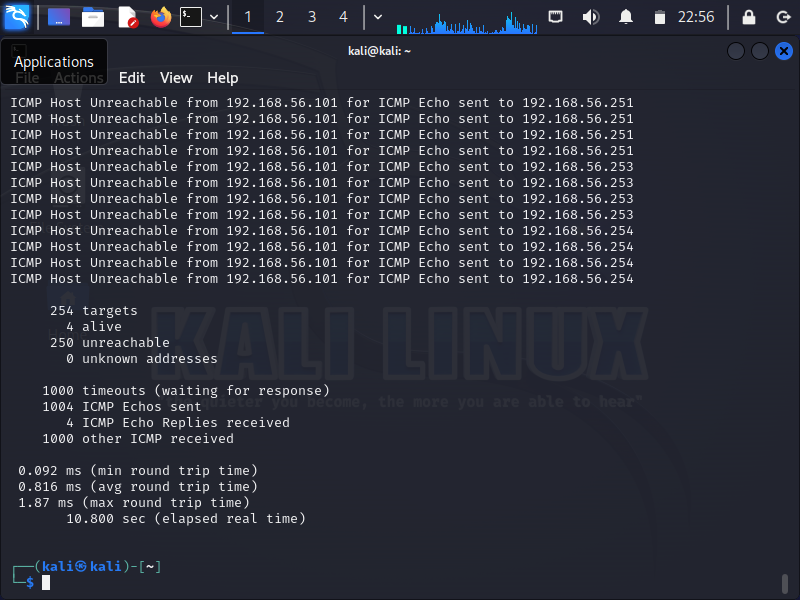 1 2 3 4 22:56
kali@kali: ~
Applications
File Actions Edit View Help
ICMP Host Unreachable from 192.168.56.101 for ICMP Echo sent to 192.168.56.251
ICMP Host Unreachable from 192.168.56.101 for ICMP Echo sent to 192.168.56.251
ICMP Host Unreachable from 192.168.56.101 for ICMP Echo sent to 192.168.56.251
ICMP Host Unreachable from 192.168.56.101 for ICMP Echo sent to 192.168.56.251
ICMP Host Unreachable from 192.168.56.101 for ICMP Echo sent to 192.168.56.253
ICMP Host Unreachable from 192.168.56.101 for ICMP Echo sent to 192.168.56.253
ICMP Host Unreachable from 192.168.56.101 for ICMP Echo sent to 192.168.56.253
ICMP Host Unreachable from 192.168.56.101 for ICMP Echo sent to 192.168.56.253
ICMP Host Unreachable from 192.168.56.101 for ICMP Echo sent to 192.168.56.254
ICMP Host Unreachable from 192.168.56.101 for ICMP Echo sent to 192.168.56.254
ICMP Host Unreachable from 192.168.56.101 for ICMP Echo sent to 192.168.56.254
ICMP Host Unreachable from 192.168.56.101 for ICMP Echo sent to 192.168.56.254
254 targets
4 alive
250 unreachable
0 unknown addresses
KALI LINUX
1000 timeouts (waiting for response)
1004 ICMP Echos sent
quieter you become, the more you are able to hear"
4 ICMP Echo Replies received
1000 other ICMP received
0.092 ms (min round trip time)
0.816 ms (avg round trip time)
1.87 ms (max round trip time)
10.800 sec (elapsed real time)
┌──(kali㉿kali)-[~]
└─$